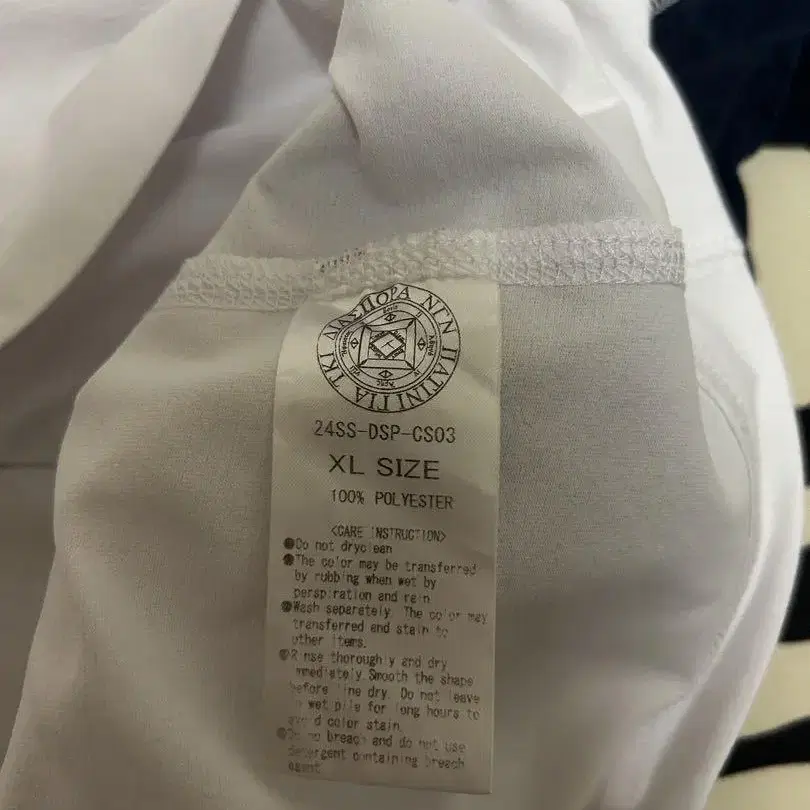 ΔΙΑΣΠΟΡΑ
24SS-DSP-CS03
XL SIZE
100% POLYESTER
<CARE INSTRUCTION>
●Do not dryclean
●The color may be transferred
by rubbing when wet by
perspiration and rain
●Wash separately. The color may
transferred and stain to
other items.
●Rinse thoroughly and dry
immediately. Smooth the shape
before line dry. Do not leave
in wet pile for long hours to
avoid color stain.
●Do no breach and do not use
detergent containing breach
agent